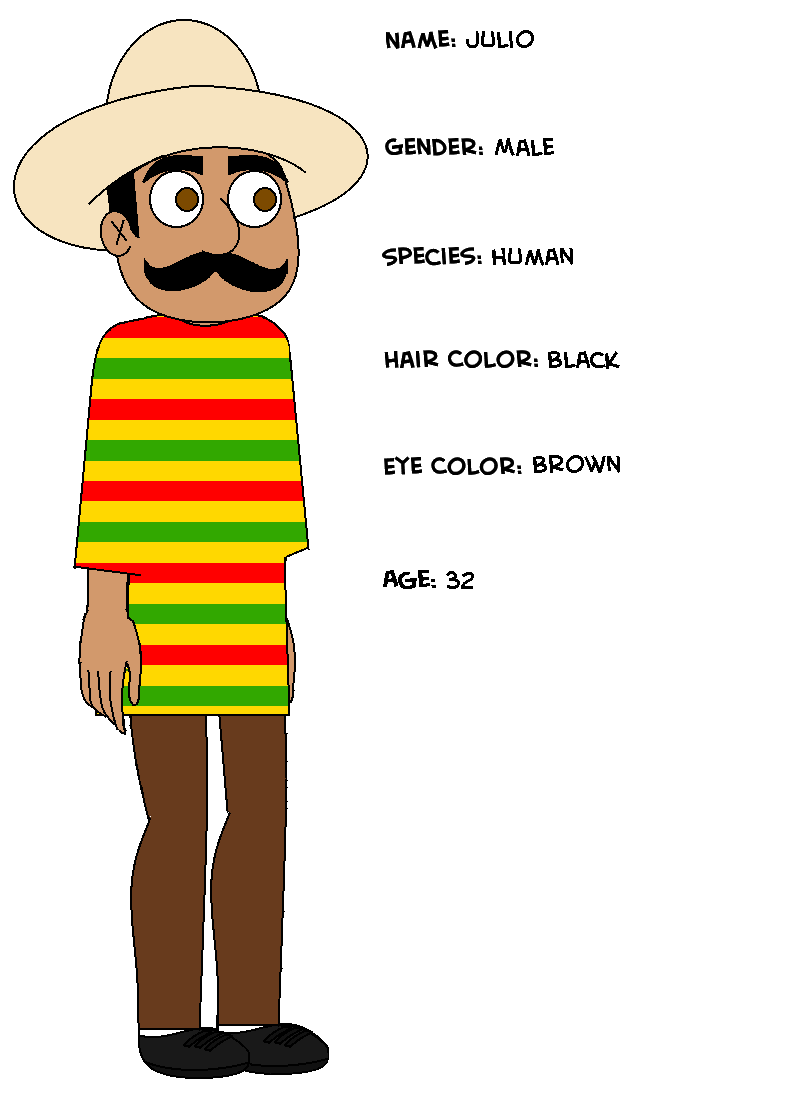 NAME: JULIO
GENDER: MALE
SPECIES: HUMAN
HAIR COLOR: BLACK
EYE COLOR: BROWN
AGE: 32